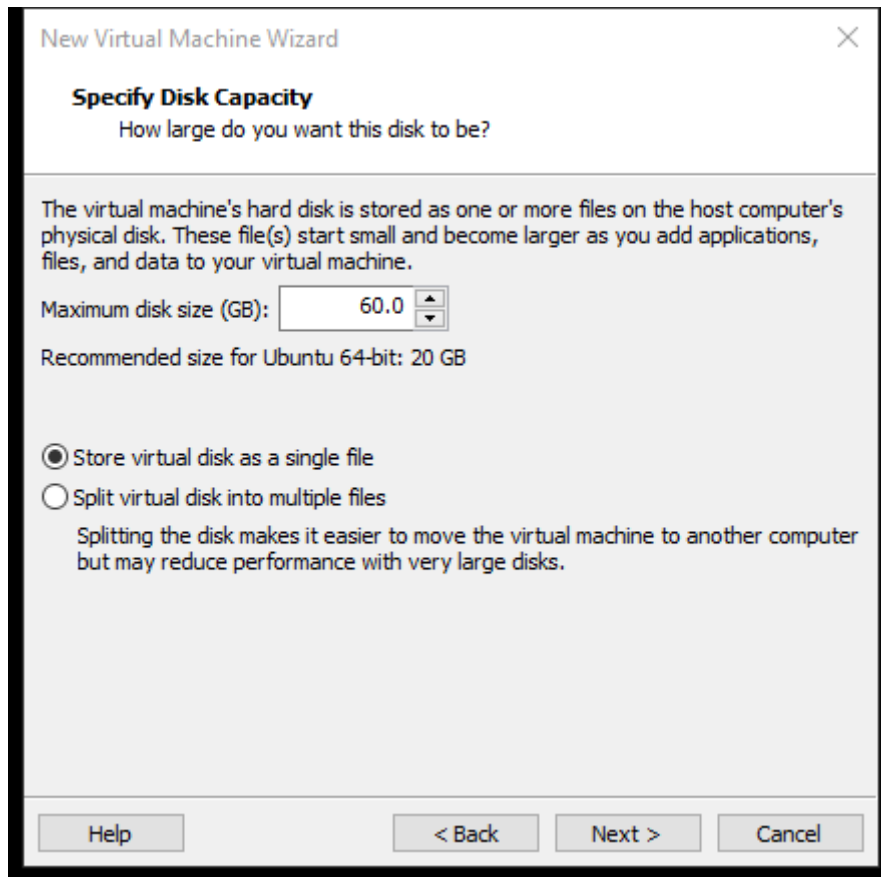 New Virtual Machine Wizard
Specify Disk Capacity
How large do you want this disk to be?
The virtual machine's hard disk is stored as one or more files on the host computer's
physical disk. These file(s) start small and become larger as you add applications,
files, and data to your virtual machine.
Maximum disk size (GB): 60.0
Recommended size for Ubuntu 64-bit: 20 GB
Store virtual disk as a single file
Split virtual disk into multiple files
Splitting the disk makes it easier to move the virtual machine to another computer
but may reduce performance with very large disks.
Help < Back Next > Cancel